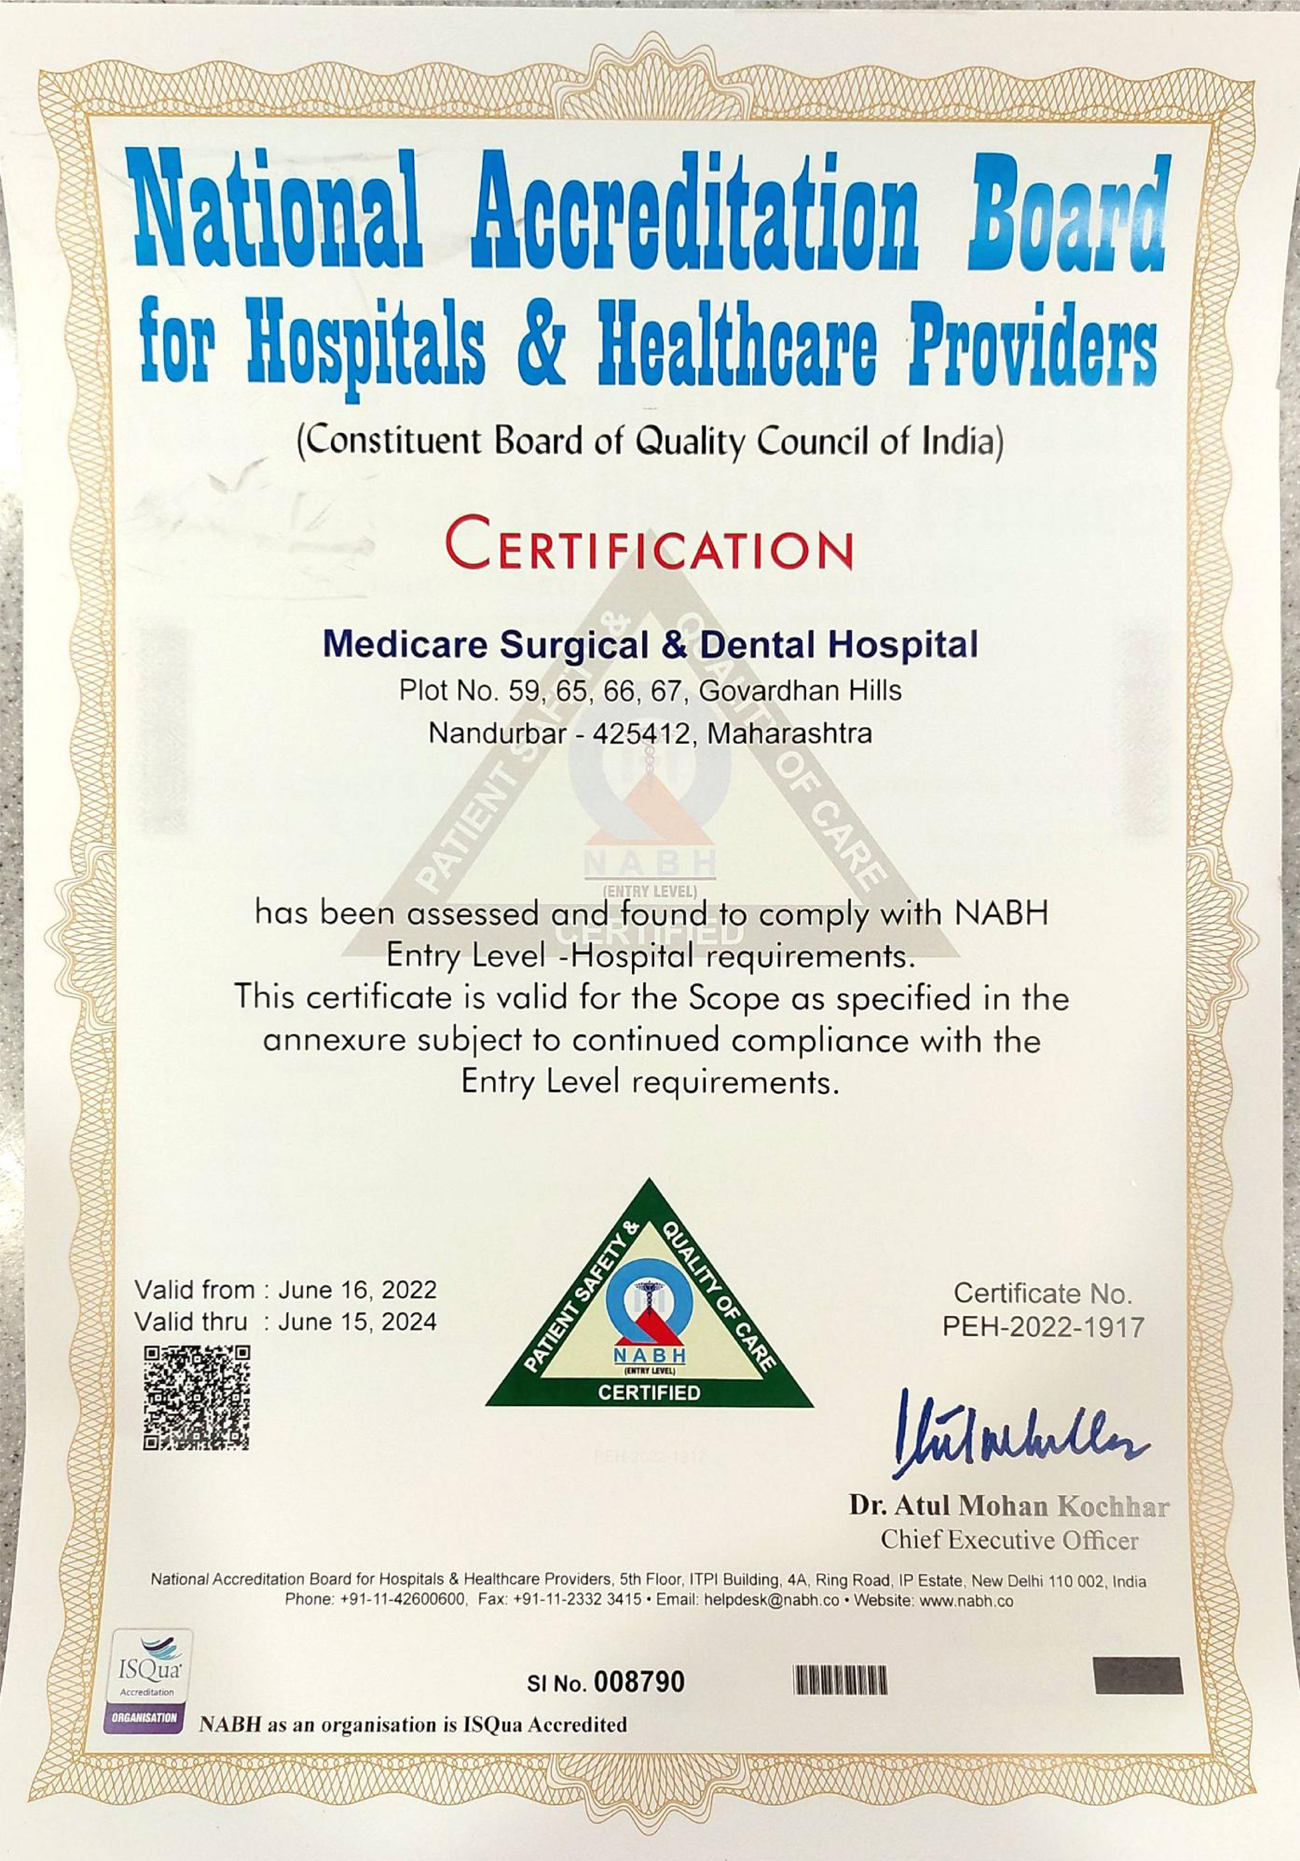 National Accreditation Board
for Hospitals & Healthcare Providers
(Constituent Board of Quality Council of India)
CERTIFICATION
Medicare Surgical & Dental Hospital
Plot No. 59, 65, 66, 67, Govardhan Hills
Nandurbar - 425412, Maharashtra
PATIENT SAFETY & QUALITY OF CARE
NABH
(ENTRY LEVEL)
CERTIFIED
has been assessed and found to comply with NABH
Entry Level -Hospital requirements.
This certificate is valid for the Scope as specified in the
annexure subject to continued compliance with the
Entry Level requirements.
Valid from : June 16, 2022
Valid thru : June 15, 2024
PATIENT SAFETY & QUALITY OF CARE
NABH
(ENTRY LEVEL)
CERTIFIED
PEH-2022-1917
Certificate No.
PEH-2022-1917
Dr. Atul Mohan Kochhar
Chief Executive Officer
National Accreditation Board for Hospitals & Healthcare Providers, 5th Floor, ITPI Building, 4A, Ring Road, IP Estate, New Delhi 110 002, India
Phone: +91-11-42600600, Fax: +91-11-2332 3415 • Email: helpdesk@nabh.co • Website: www.nabh.co
ISQua
Accreditation
ORGANISATION
SI No. 008790
NABH as an organisation is ISQua Accredited